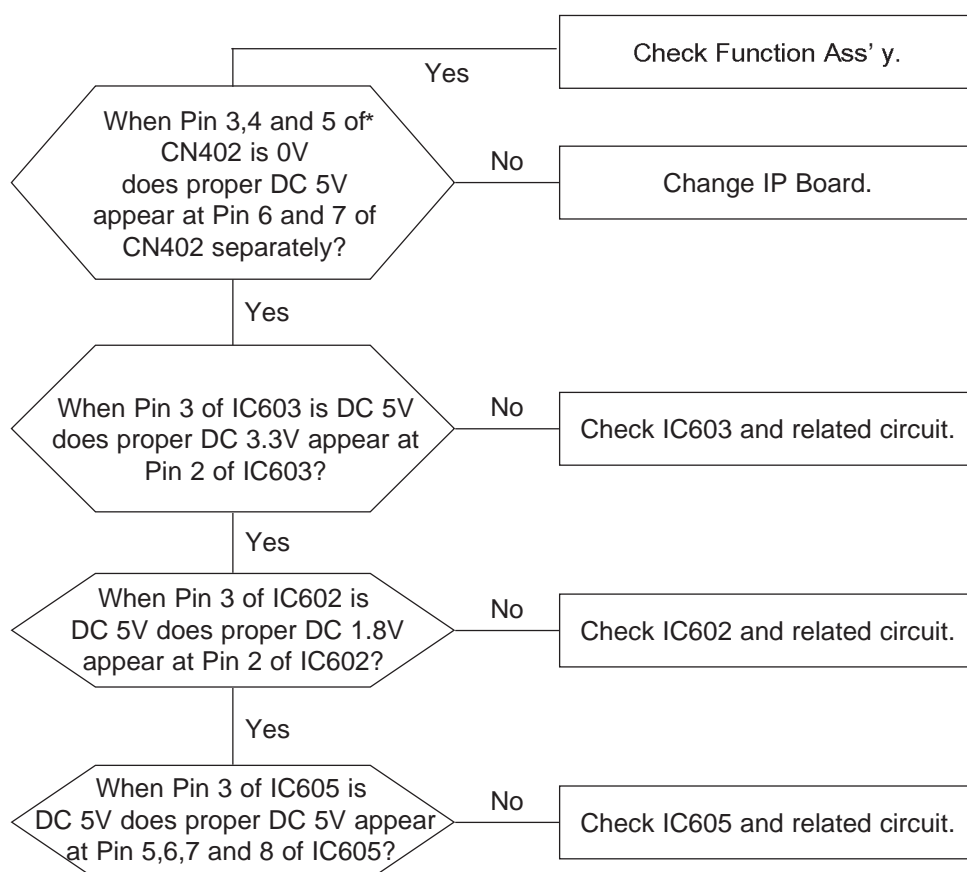 Check Function Ass' y.
Yes
When Pin 3,4 and 5 of*
CN402 is 0V
does proper DC 5V
appear at Pin 6 and 7 of
CN402 separately?
No
Change IP Board.
Yes
When Pin 3 of IC603 is DC 5V
does proper DC 3.3V appear at
Pin 2 of IC603?
No
Check IC603 and related circuit.
Yes
When Pin 3 of IC602 is
DC 5V does proper DC 1.8V
appear at Pin 2 of IC602?
No
Check IC602 and related circuit.
Yes
When Pin 3 of IC605 is
DC 5V does proper DC 5V appear
at Pin 5,6,7 and 8 of IC605?
No
Check IC605 and related circuit.